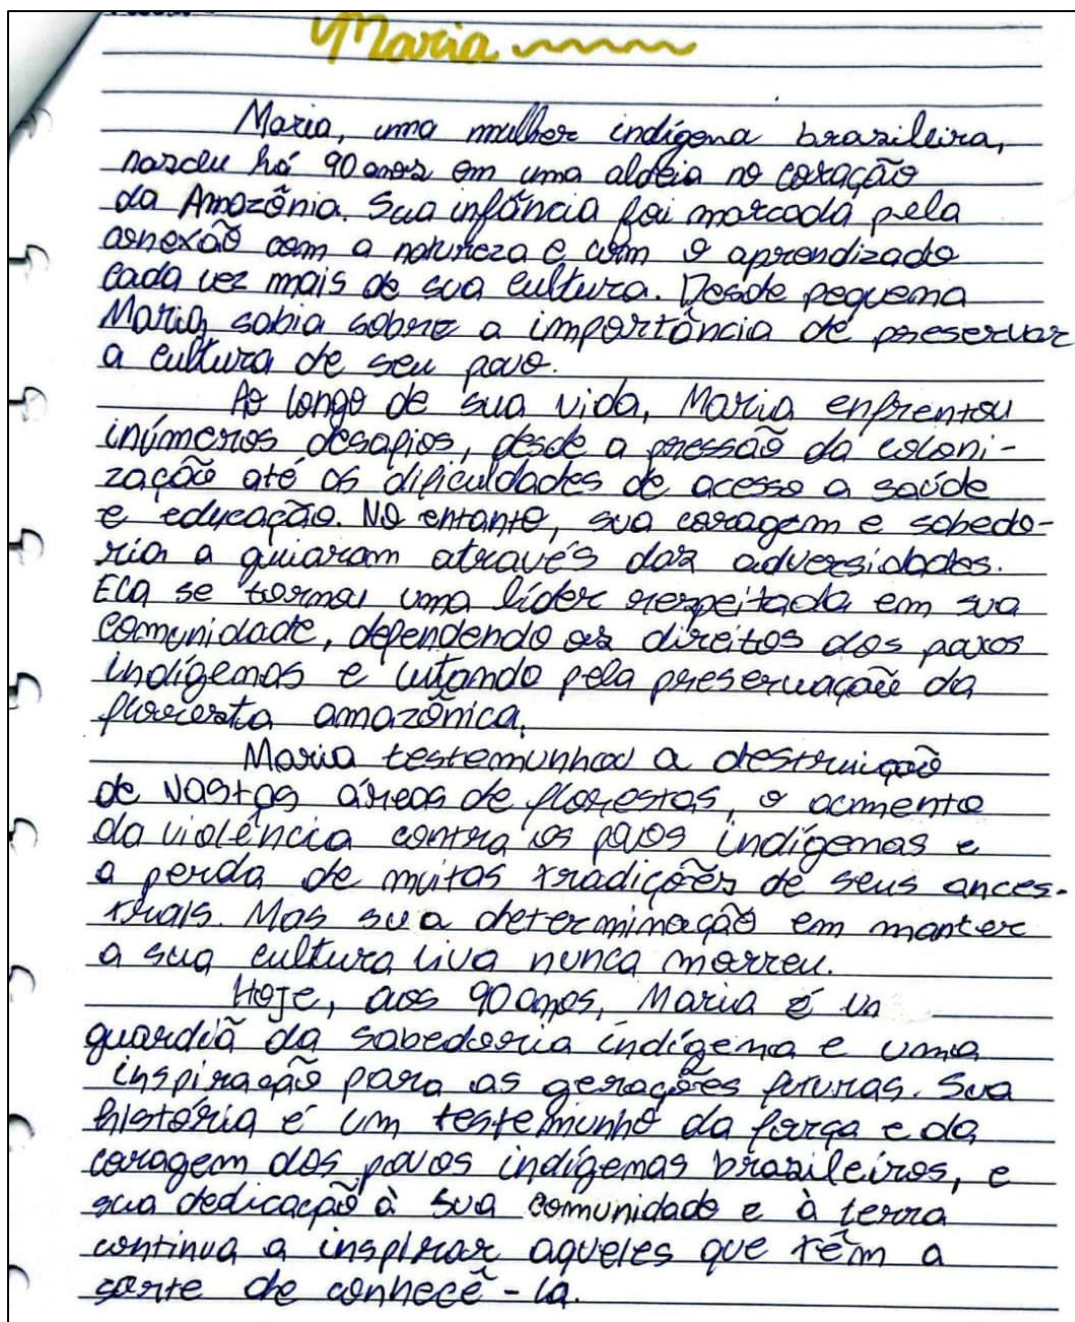 Maria
Maria, uma mulher indígena brasileira,
nasceu há 90 anos em uma aldeia no coração
da Amazônia. Sua infância foi marcada pela
conexão com a natureza e com o aprendizado
cada vez mais de sua cultura. Desde pequena
Maria, sabia sobre a importância de preservar
a cultura de seu povo.
Ao longo de sua vida, Maria enfrentou
inúmeros desafios, desde a pressão da coloni-
zação até as dificuldades de acesso a saúde
e educação. No entanto, sua coragem e sabedo-
ria a guiaram através das adversidades.
Ela se tornou uma líder respeitada em sua
comunidade, defendendo os direitos dos povos
indígenas e lutando pela preservação da
floresta amazônica.
Maria testemunhou a destruição
de vastas áreas de florestas, o aumento
da violência contra os povos indígenas e
a perda de muitas tradições de seus ances-
trais. Mas sua determinação em manter
a sua cultura viva nunca morreu.
Hoje, aos 90 anos, Maria é um
guardiã da sabedoria indígena e uma
inspiração para as gerações futuras. Sua
história é um testemunho da força e da
coragem dos povos indígenas brasileiros, e
sua dedicação à sua comunidade e à terra
continua a inspirar aqueles que têm a
sorte de conhecê-la.